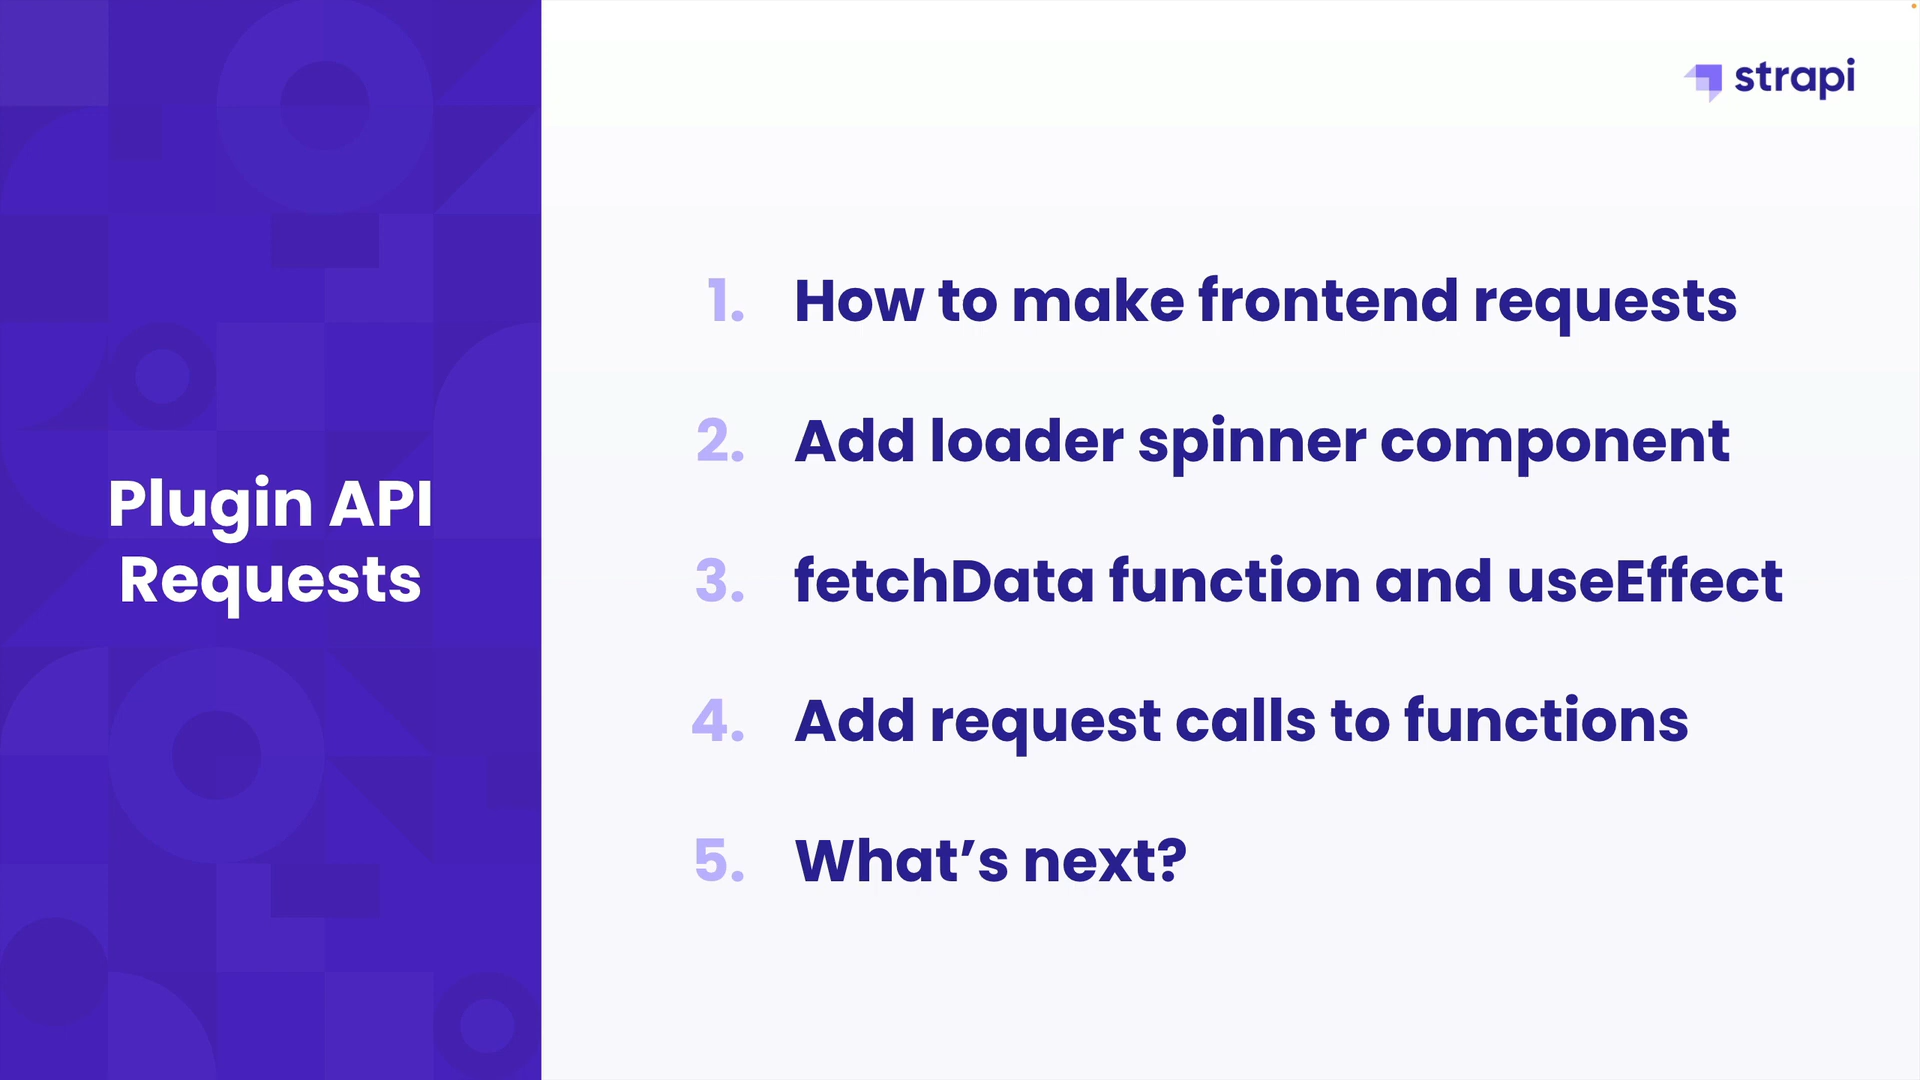 strapi
Plugin API
Requests
1. How to make frontend requests
2. Add loader spinner component
3. fetchData function and useEffect
4. Add request calls to functions
5. What’s next?